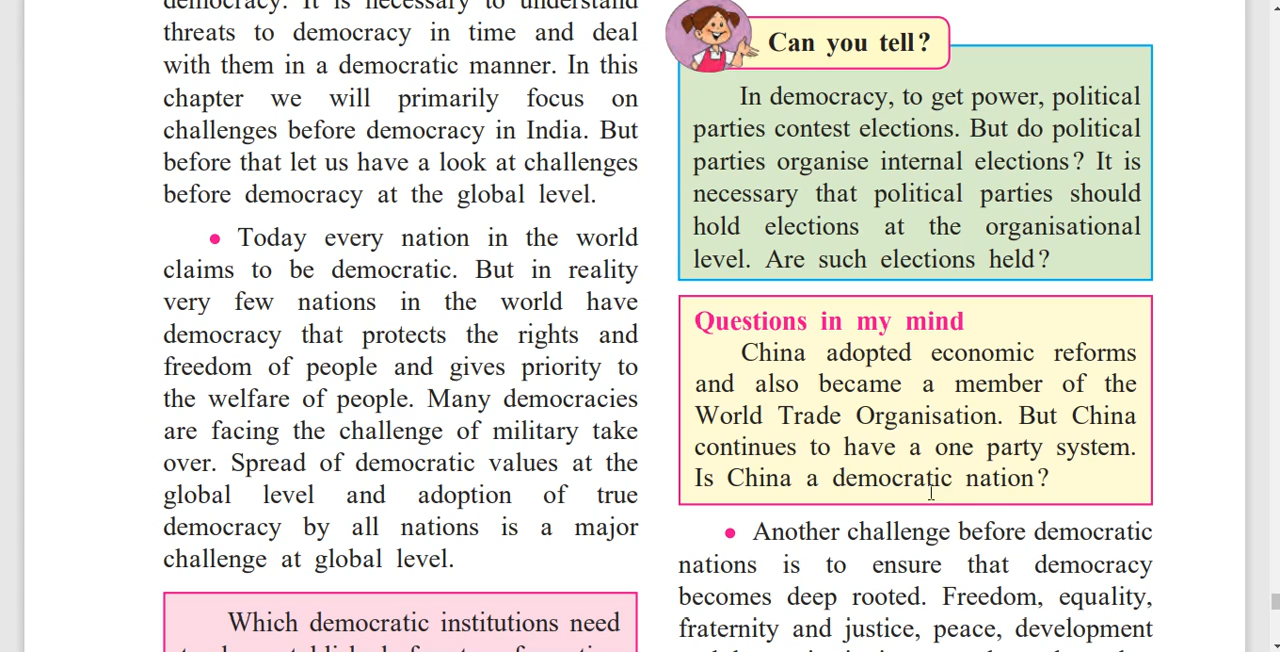 democracy. It is necessary to understand
threats to democracy in time and deal
with them in a democratic manner. In this
chapter we will primarily focus on
challenges before democracy in India. But
before that let us have a look at challenges
before democracy at the global level.
• Today every nation in the world
claims to be democratic. But in reality
very few nations in the world have
democracy that protects the rights and
freedom of people and gives priority to
the welfare of people. Many democracies
are facing the challenge of military take
over. Spread of democratic values at the
global level and adoption of true
democracy by all nations is a major
challenge at global level.
Which democratic institutions need
Can you tell?
In democracy, to get power, political
parties contest elections. But do political
parties organise internal elections? It is
necessary that political parties should
hold elections at the organisational
level. Are such elections held?
Questions in my mind
China adopted economic reforms
and also became a member of the
World Trade Organisation. But China
continues to have a one party system.
Is China a democratic nation?
• Another challenge before democratic
nations is to ensure that democracy
becomes deep rooted. Freedom, equality,
fraternity and justice, peace, development